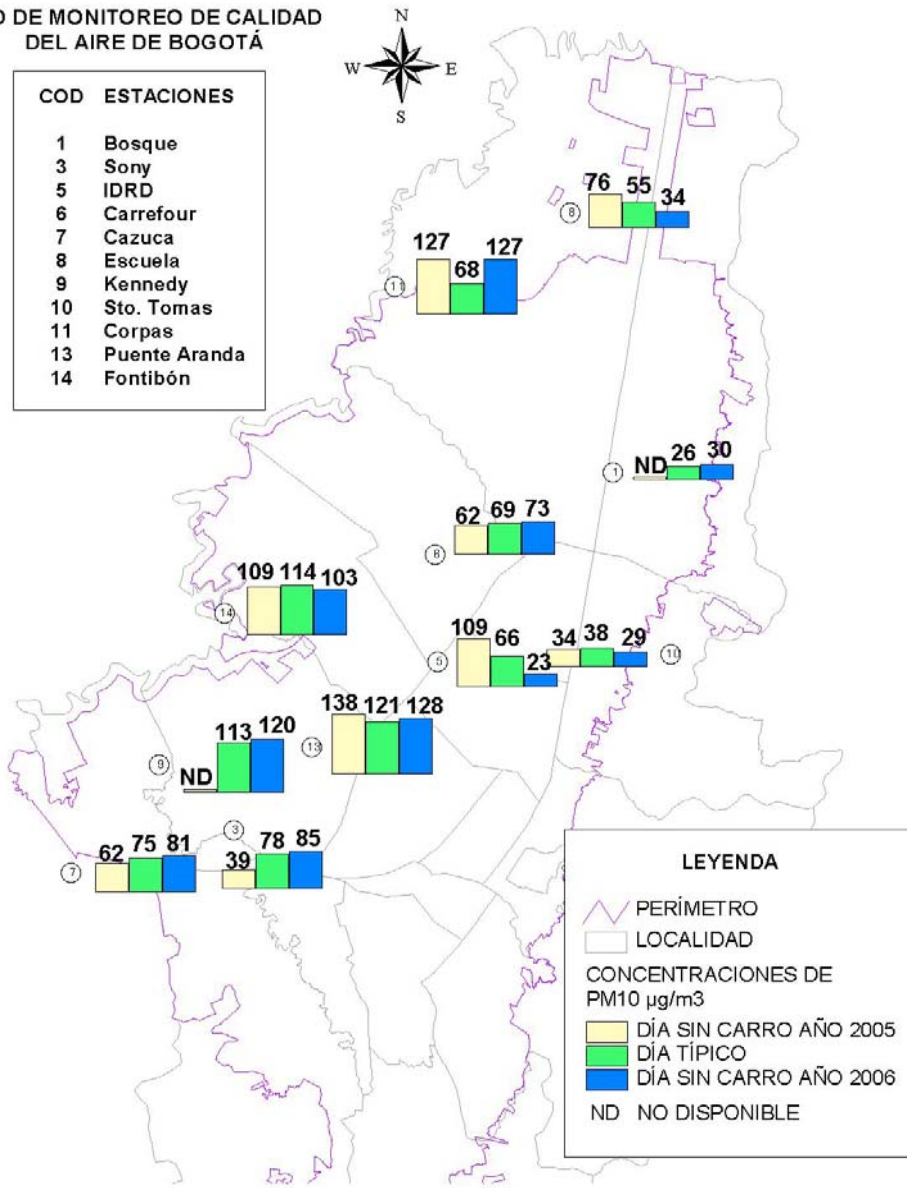 O DE MONITOREO DE CALIDAD
DEL AIRE DE BOGOTÁ
N
W E
S
COD ESTACIONES
1 Bosque
3 Sony
5 IDRD
6 Carrefour
7 Cazuca
8 Escuela
9 Kennedy
10 Sto. Tomas
11 Corpas
13 Puente Aranda
14 Fontibón
76 55 34
8
127 68 127
11
ND 26 30
1
62 69 73
6
109 114 103
14
109 66 23
5
34 38 29
10
138 121 128
13
ND 113 120
9
3
62 75 81
7
39 78 85
LEYENDA
PERÍMETRO
LOCALIDAD
CONCENTRACIONES DE
PM10 µg/m3
DÍA SIN CARRO AÑO 2005
DÍA TÍPICO
DÍA SIN CARRO AÑO 2006
ND NO DISPONIBLE